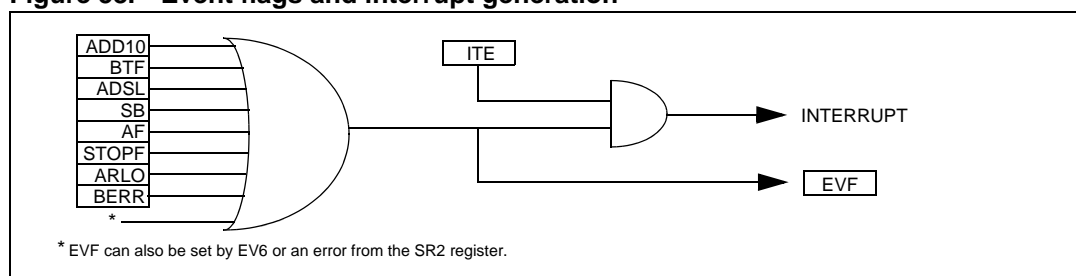 Figure Event flags and interrupt generation
ADD10
BTF
ADSL
SB
AF
STOPF
ARLO
BERR
*
ITE
INTERRUPT
EVF
* EVF can also be set by EV6 or an error from the SR2 register.